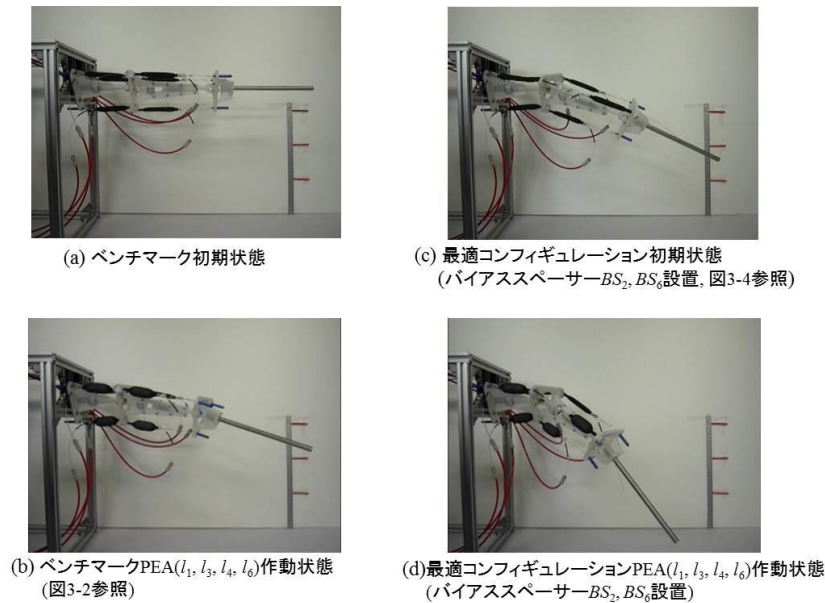 (a) ベンチマーク初期状態
(c) 最適コンフィギュレーション初期状態
(バイアススペーサーBS2, BS6設置, 図3-4参照)
(b) ベンチマークPEA(l1, l3, l4, l6)作動状態
(図3-2参照)
(d)最適コンフィギュレーションPEA(l1, l3, l4, l6)作動状態
(バイアススペーサーBS2, BS6設置)